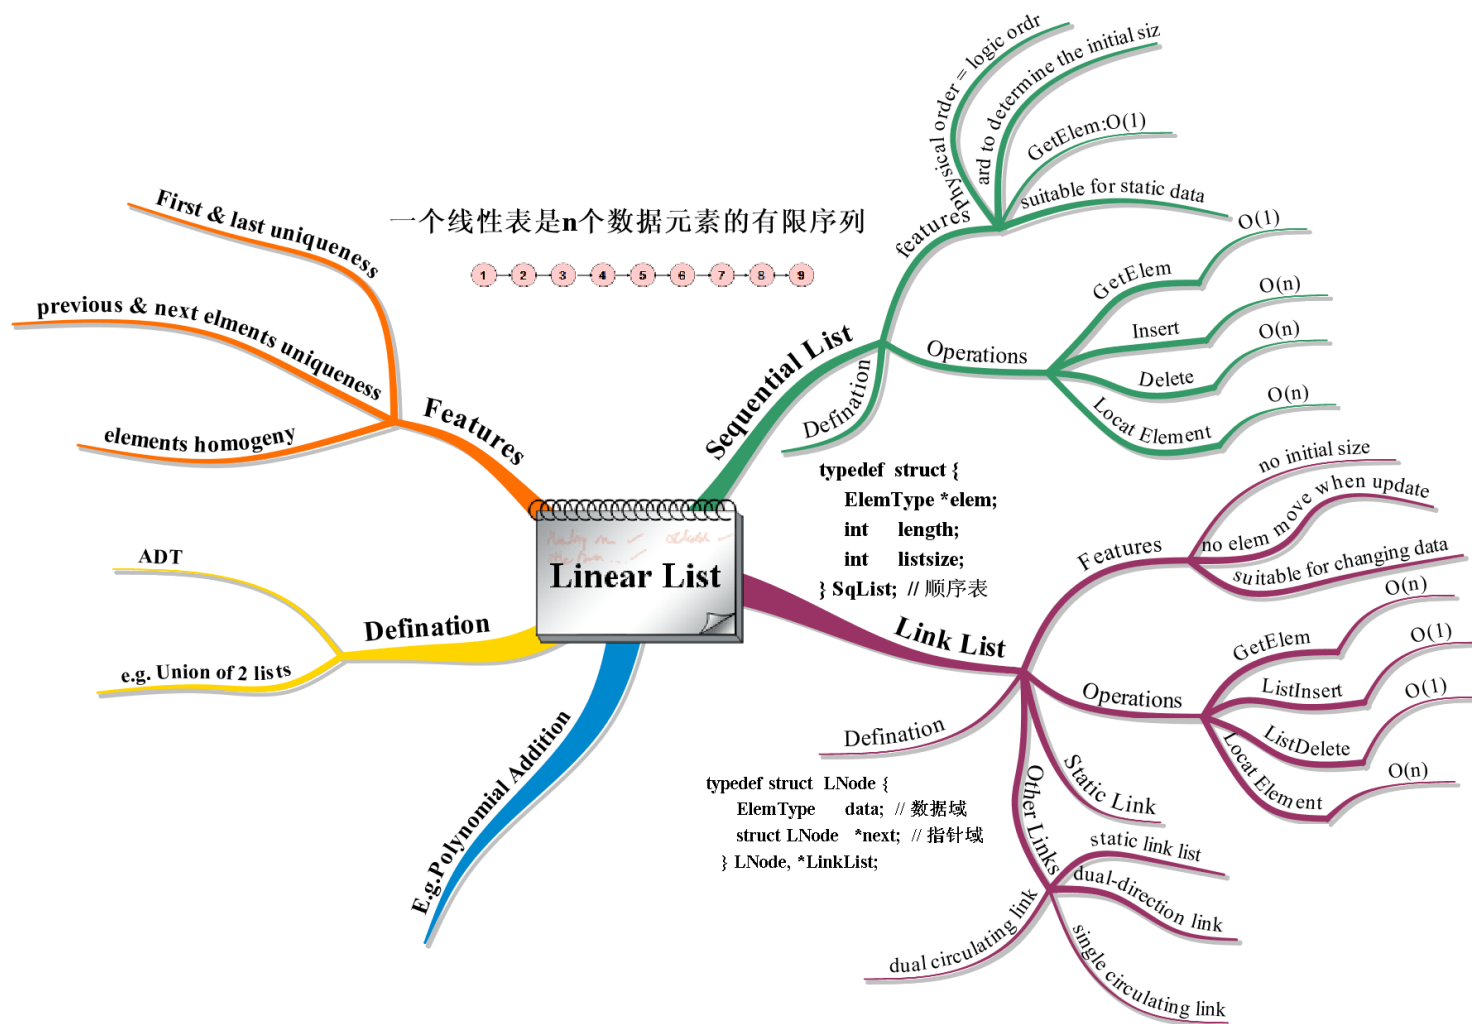 一个线性表是n个数据元素的有限序列
1 2 3 4 5 6 7 8 9
Linear List
Features
First & last uniqueness
previous & next elments uniqueness
elements homogeny
Defination
ADT
e.g. Union of 2 lists
E.g.Polynomial Addition
Sequential List
features
Physical order = logic ordr
ard to determine the initial siz
GetElem:O(1)
suitable for static data
Operations
GetElem
O(1)
Insert
O(n)
Delete
O(n)
Locat Element
O(n)
Defination
typedef struct {
ElemType *elem;
int length;
int listsize;
} SqList; // 顺序表
Link List
Features
no initial size
no elem move when update
suitable for changing data
Operations
GetElem
O(n)
ListInsert
O(1)
ListDelete
O(1)
Locat Element
O(n)
Static Link
Other Links
static link list
dual-direction link
single circulating link
dual circulating link
Defination
typedef struct LNode {
ElemType data; // 数据域
struct LNode *next; // 指针域
} LNode, *LinkList;